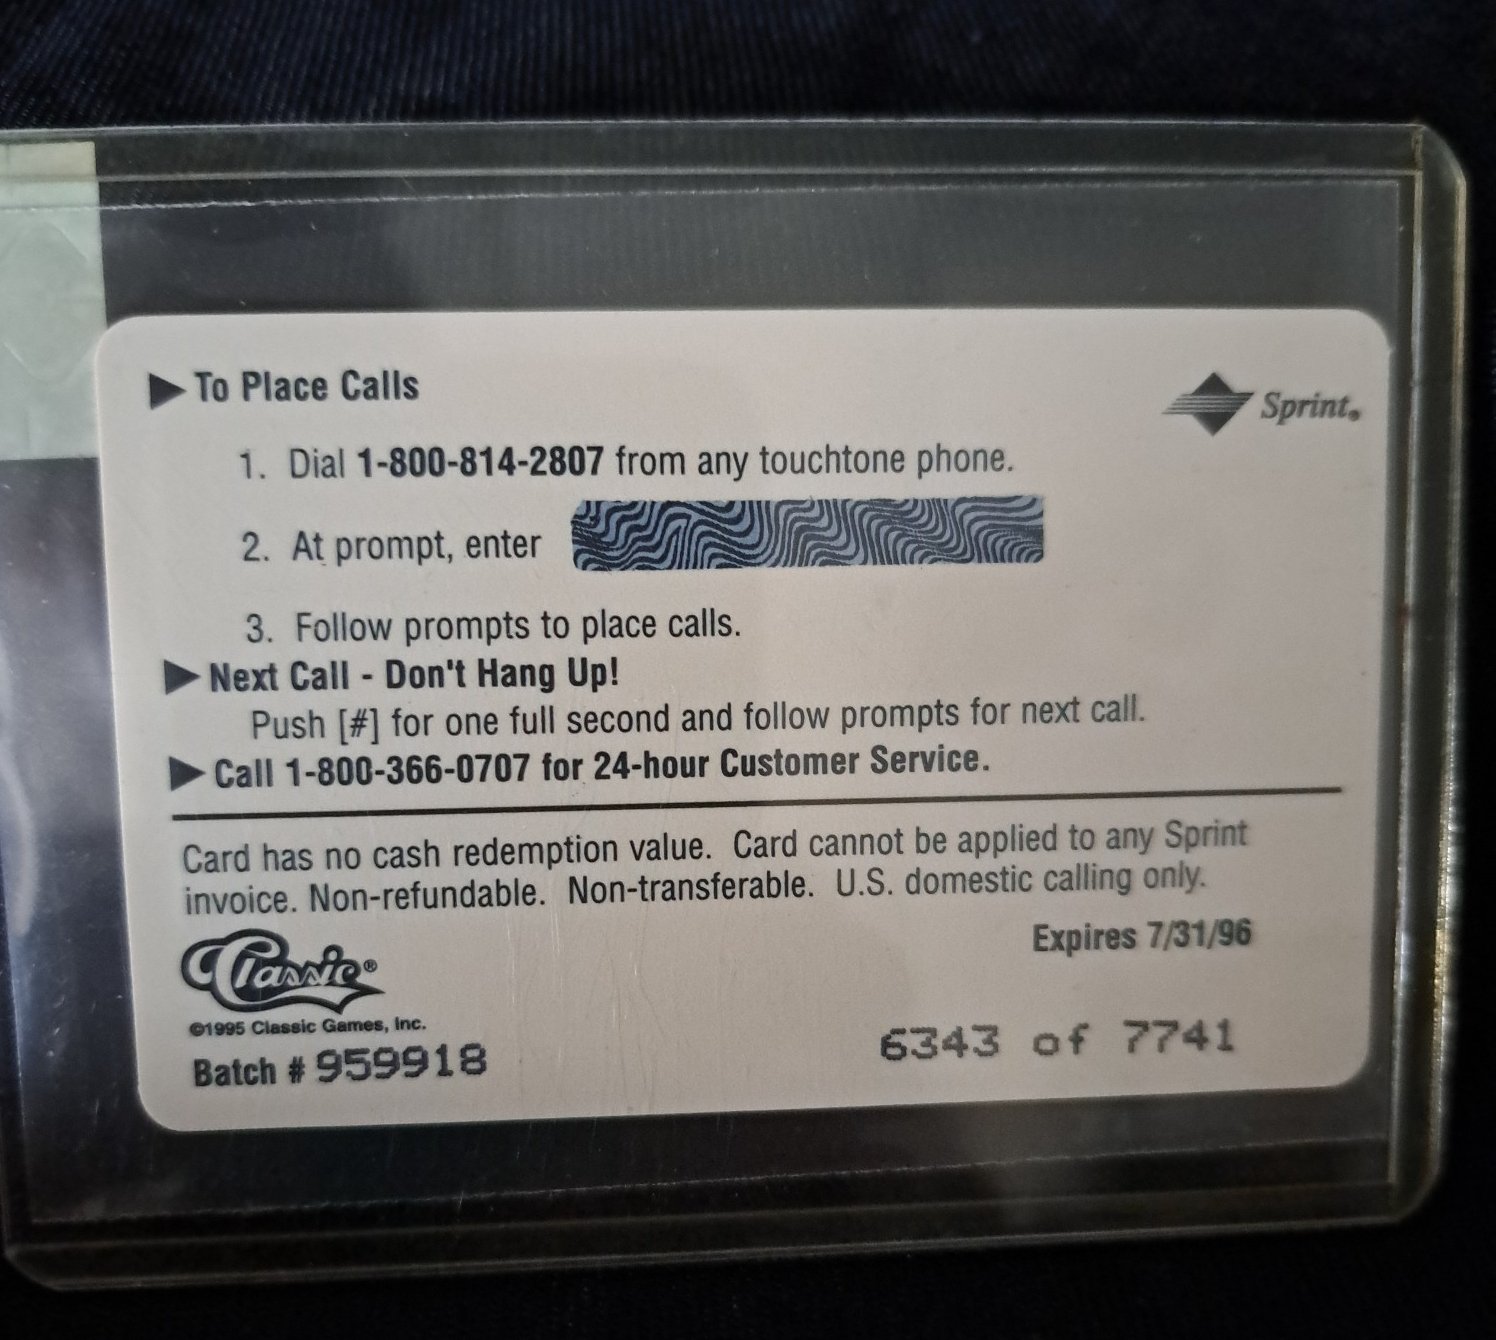 ▶ To Place Calls
Sprint®
1. Dial 1-800-814-2807 from any touchtone phone.
2. At prompt, enter
3. Follow prompts to place calls.
▶ Next Call - Don't Hang Up!
Push [#] for one full second and follow prompts for next call.
▶ Call 1-800-366-0707 for 24-hour Customer Service.
Card has no cash redemption value. Card cannot be applied to any Sprint
invoice. Non-refundable. Non-transferable. U.S. domestic calling only.
Expires 7/31/96
Classic®
©1995 Classic Games, Inc.
Batch # 959918
6343 of 7741